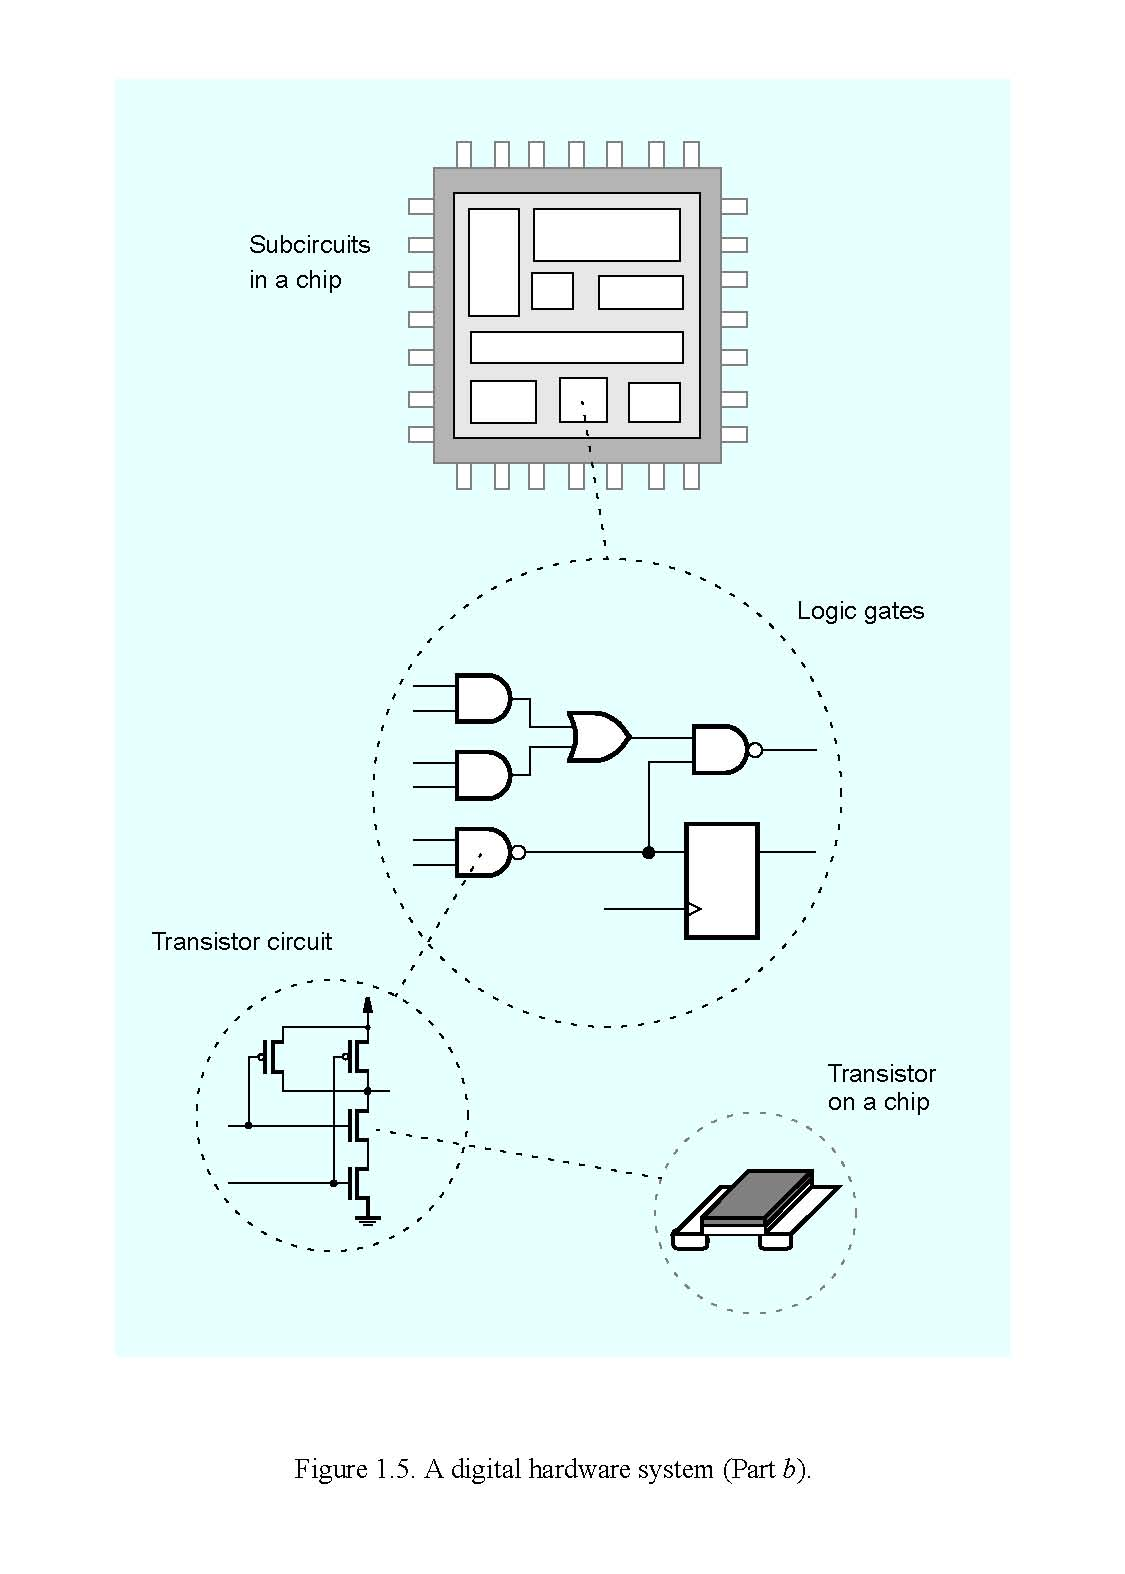 Subcircuits
in a chip
Logic gates
Transistor circuit
Transistor
on a chip
Figure 1.5. A digital hardware system (Part b).